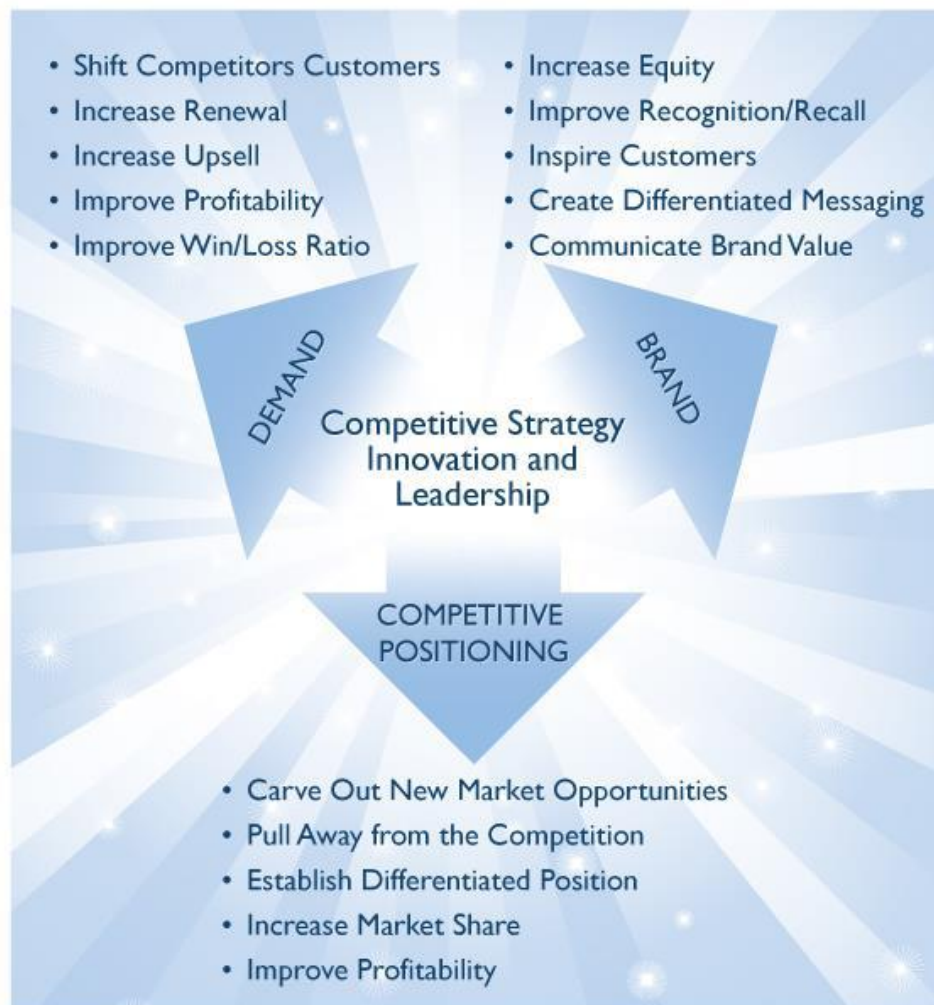 • Shift Competitors Customers
• Increase Renewal
• Increase Upsell
• Improve Profitability
• Improve Win/Loss Ratio
• Increase Equity
• Improve Recognition/Recall
• Inspire Customers
• Create Differentiated Messaging
• Communicate Brand Value
DEMAND
BRAND
Competitive Strategy
Innovation and
Leadership
COMPETITIVE
POSITIONING
• Carve Out New Market Opportunities
• Pull Away from the Competition
• Establish Differentiated Position
• Increase Market Share
• Improve Profitability